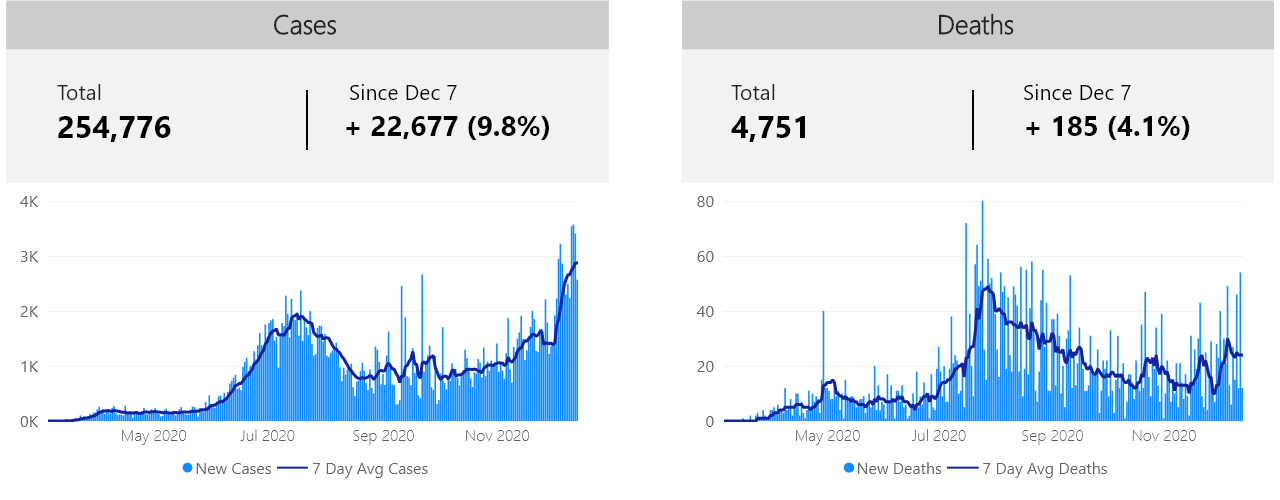 Cases
Total
Since Dec 7
254,776
+ 22,677 (9.8%)
4K
3K
2K
1K
0K
May 2020
Jul 2020
Sep 2020
Nov 2020
New Cases
7 Day Avg Cases
Deaths
Total
Since Dec 7
4,751
+ 185 (4.1%)
80
60
40
20
0
May 2020
Jul 2020
Sep 2020
Nov 2020
New Deaths
7 Day Avg Deaths